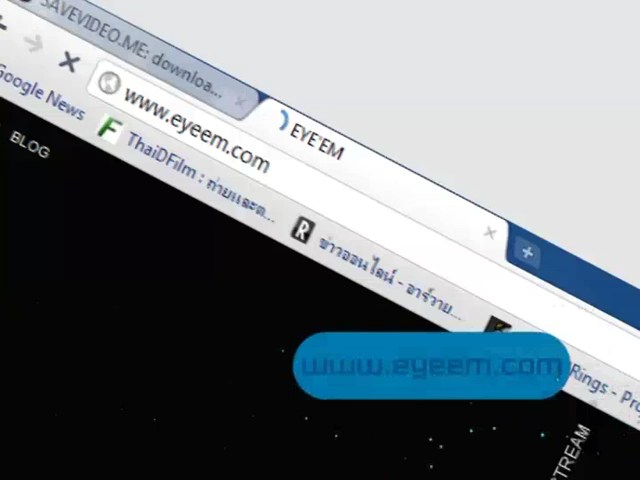 SAVEVIDEO.ME: downloa...
EYE'EM
www.eyeem.com
Google News
ThaiDFilm : ถ่ายและต...
ข่าวออนไลน์ - อาร์วาย...
Rings - Pro
BLOG
www.eyeem.com
STREAM